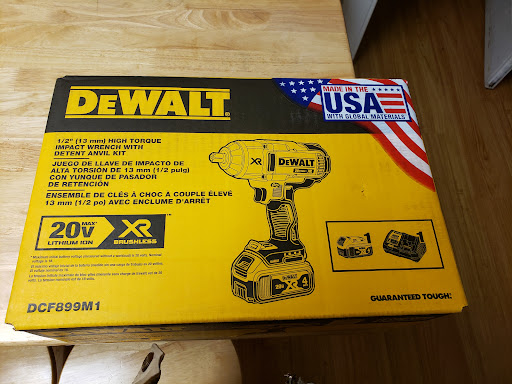 DEWALT
MADE IN THE
USA
WITH GLOBAL MATERIALS
1/2" (13 mm) HIGH TORQUE
IMPACT WRENCH WITH
DETENT ANVIL KIT
JUEGO DE LLAVE DE IMPACTO DE
ALTA TORSIÓN DE 13 mm (1/2 pulg)
CON YUNQUE DE PASADOR
DE RETENCIÓN
ENSEMBLE DE CLÉS À CHOC À COUPLE ÉLEVÉ
13 mm (1/2 po) AVEC ENCLUME D'ARRÊT
20V MAX*
LITHIUM ION
XR
BRUSHLESS
XR
DEWALT
DEWALT
DCF899M1
GUARANTEED TOUGH.